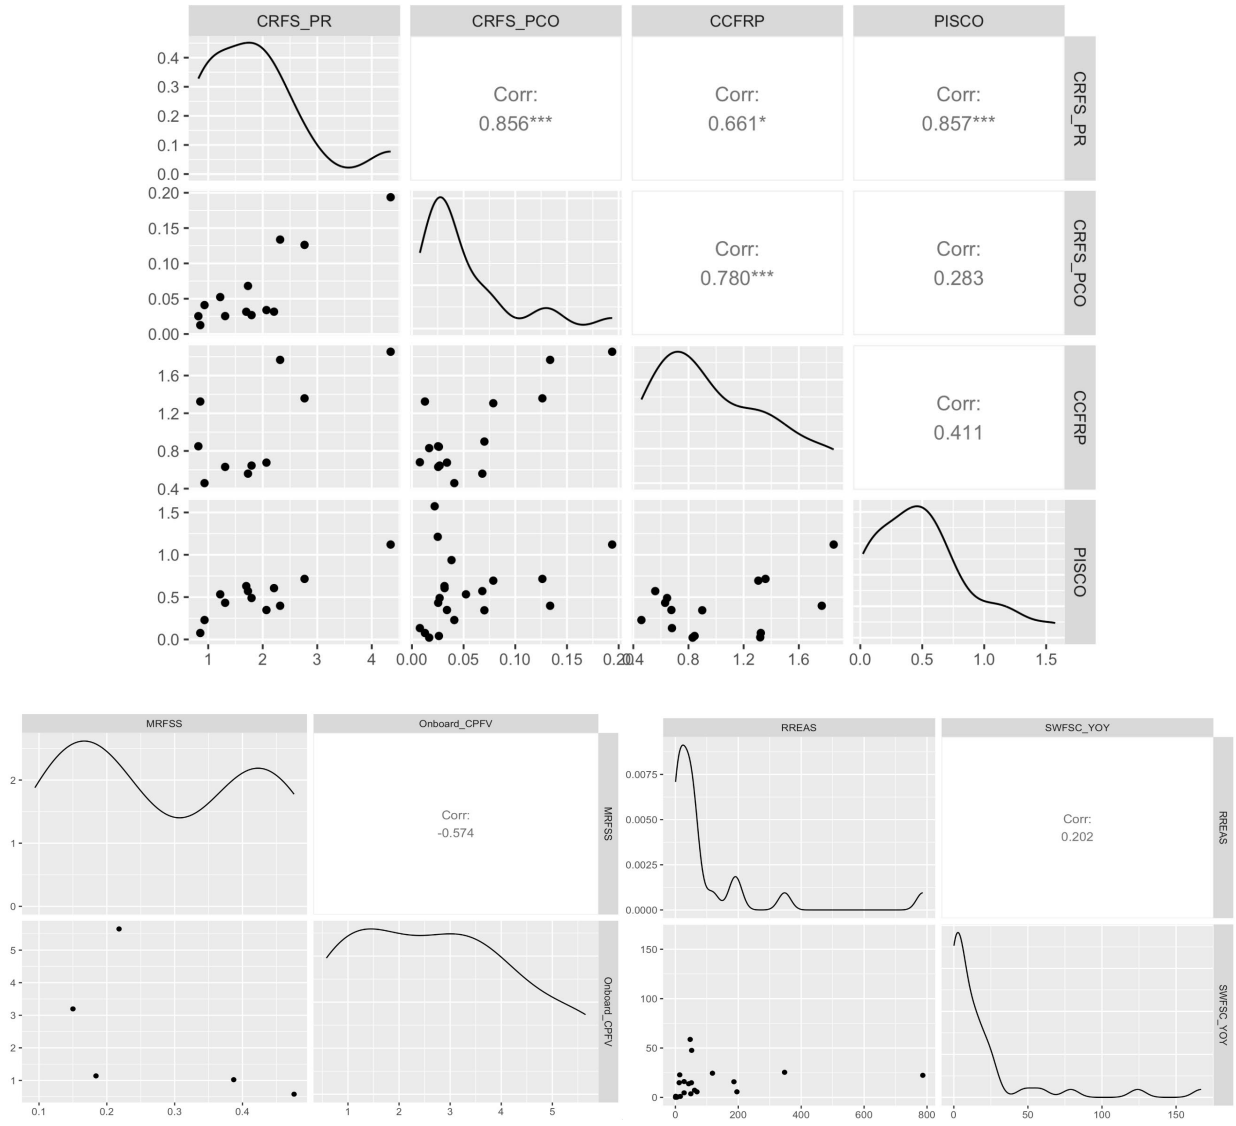 CRFS_PR CRFS_PCO CCFRP PISCO
0.4
0.3
0.2
0.1
0.0
Corr:
0.856***
Corr:
0.661*
Corr:
0.857***
CRFS_PR
0.20
0.15
0.10
0.05
0.00
Corr:
0.780***
Corr:
0.283
CRFS_PCO
1.6
1.2
0.8
0.4
Corr:
0.411
CCFRP
1.5
1.0
0.5
0.0
PISCO
1 2 3 4 0.00 0.05 0.10 0.15 0.20 0.4 0.8 1.2 1.6 0.0 0.5 1.0 1.5
MRFSS Onboard_CPFV
2
1
0
Corr:
-0.574
MRFSS
5
4
3
2
1
Onboard_CPFV
0.1 0.2 0.3 0.4 1 2 3 4 5
RREAS SWFSC_YOY
0.0075
0.0050
0.0025
0.0000
Corr:
0.202
RREAS
150
100
50
0
SWFSC_YOY
0 200 400 600 800 0 50 100 150